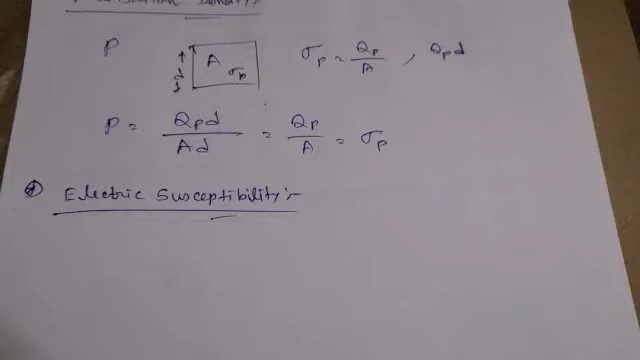 P A σp d σp = Qp/A , Qpd
P = Qpd/Ad = Qp/A = σp
Electric Susceptibility:-